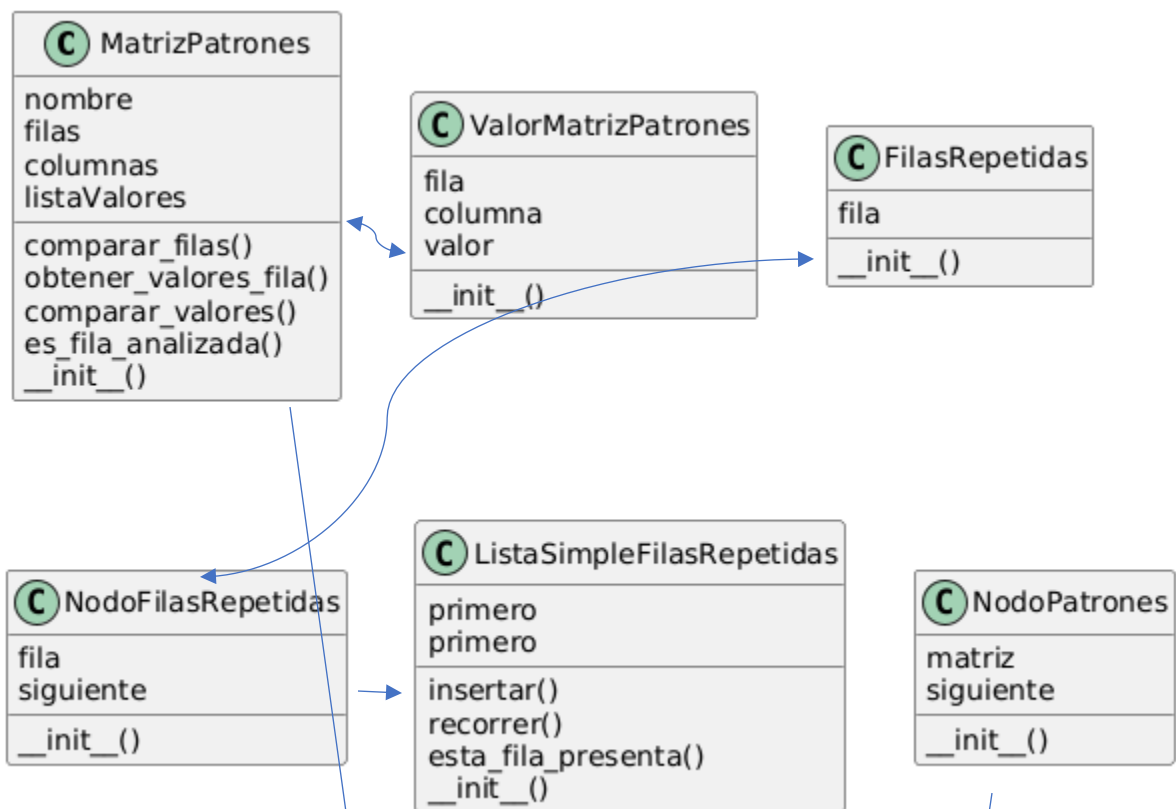 C MatrizPatrones
nombre
filas
columnas
listaValores
comparar_filas()
obtener_valores_fila()
comparar_valores()
es_fila_analizada()
__init__()
C ValorMatrizPatrones
fila
columna
valor
__init__()
C FilasRepetidas
fila
__init__()
C NodoFilasRepetidas
fila
siguiente
__init__()
C ListaSimpleFilasRepetidas
primero
primero
insertar()
recorrer()
esta_fila_presenta()
__init__()
C NodoPatrones
matriz
siguiente
__init__()